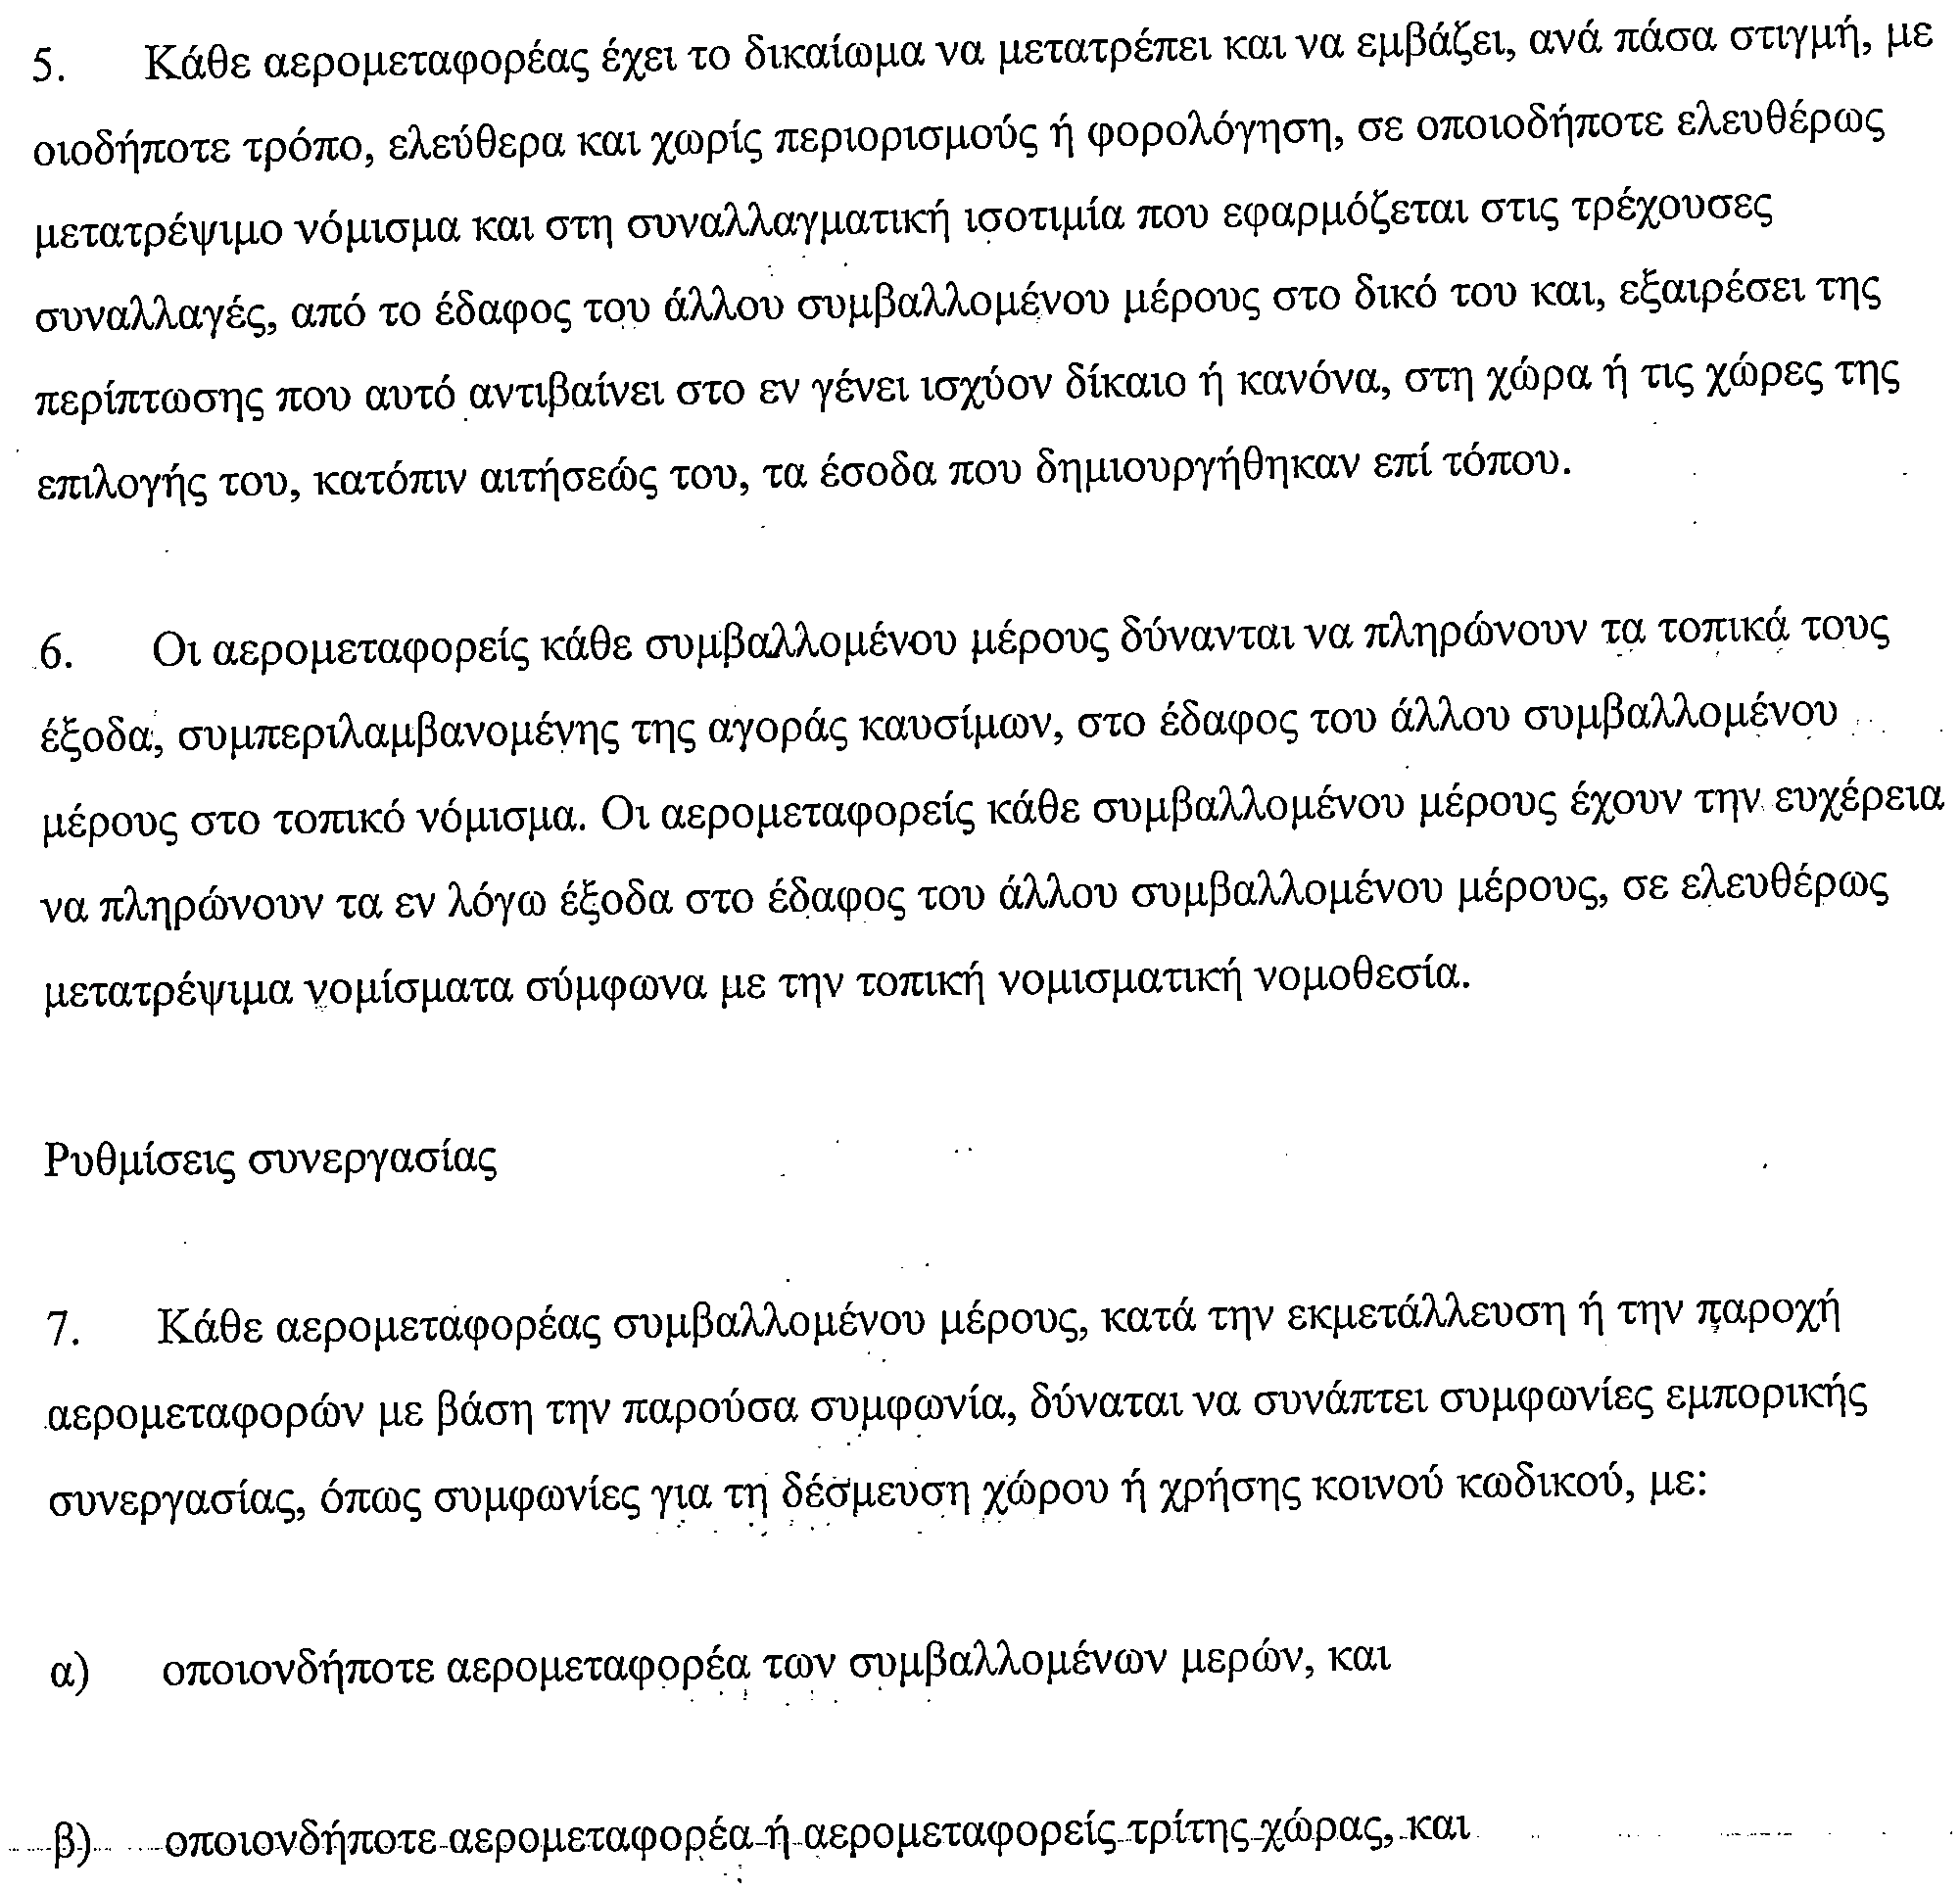 5. Κάθε αερομεταφορέας έχει το δικαίωμα να μετατρέπει και να εμβάζει, ανά πάσα στιγμή, με
οιοδήποτε τρόπο, ελεύθερα και χωρίς περιορισμούς ή φορολόγηση, σε οποιοδήποτε ελευθέρως
μετατρέψιμο νόμισμα και στη συναλλαγματική ισοτιμία που εφαρμόζεται στις τρέχουσες
συναλλαγές, από το έδαφος του άλλου συμβαλλομένου μέρους στο δικό του και, εξαιρέσει της
περίπτωσης που αυτό αντιβαίνει στο εν γένει ισχύον δίκαιο ή κανόνα, στη χώρα ή τις χώρες της
επιλογής του, κατόπιν αιτήσεώς του, τα έσοδα που δημιουργήθηκαν επί τόπου.
6. Οι αερομεταφορείς κάθε συμβαλλομένου μέρους δύνανται να πληρώνουν τα τοπικά τους
έξοδα, συμπεριλαμβανομένης της αγοράς καυσίμων, στο έδαφος του άλλου συμβαλλομένου
μέρους στο τοπικό νόμισμα. Οι αερομεταφορείς κάθε συμβαλλομένου μέρους έχουν την ευχέρεια
να πληρώνουν τα εν λόγω έξοδα στο έδαφος του άλλου συμβαλλομένου μέρους, σε ελευθέρως
μετατρέψιμα νομίσματα σύμφωνα με την τοπική νομισματική νομοθεσία.
Ρυθμίσεις συνεργασίας
7. Κάθε αερομεταφορέας συμβαλλομένου μέρους, κατά την εκμετάλλευση ή την παροχή
αερομεταφορών με βάση την παρούσα συμφωνία, δύναται να συνάπτει συμφωνίες εμπορικής
συνεργασίας, όπως συμφωνίες για τη δέσμευση χώρου ή χρήσης κοινού κωδικού, με:
α) οποιονδήποτε αερομεταφορέα των συμβαλλομένων μερών, και
β) οποιονδήποτε αερομεταφορέα ή αερομεταφορείς τρίτης χώρας, και